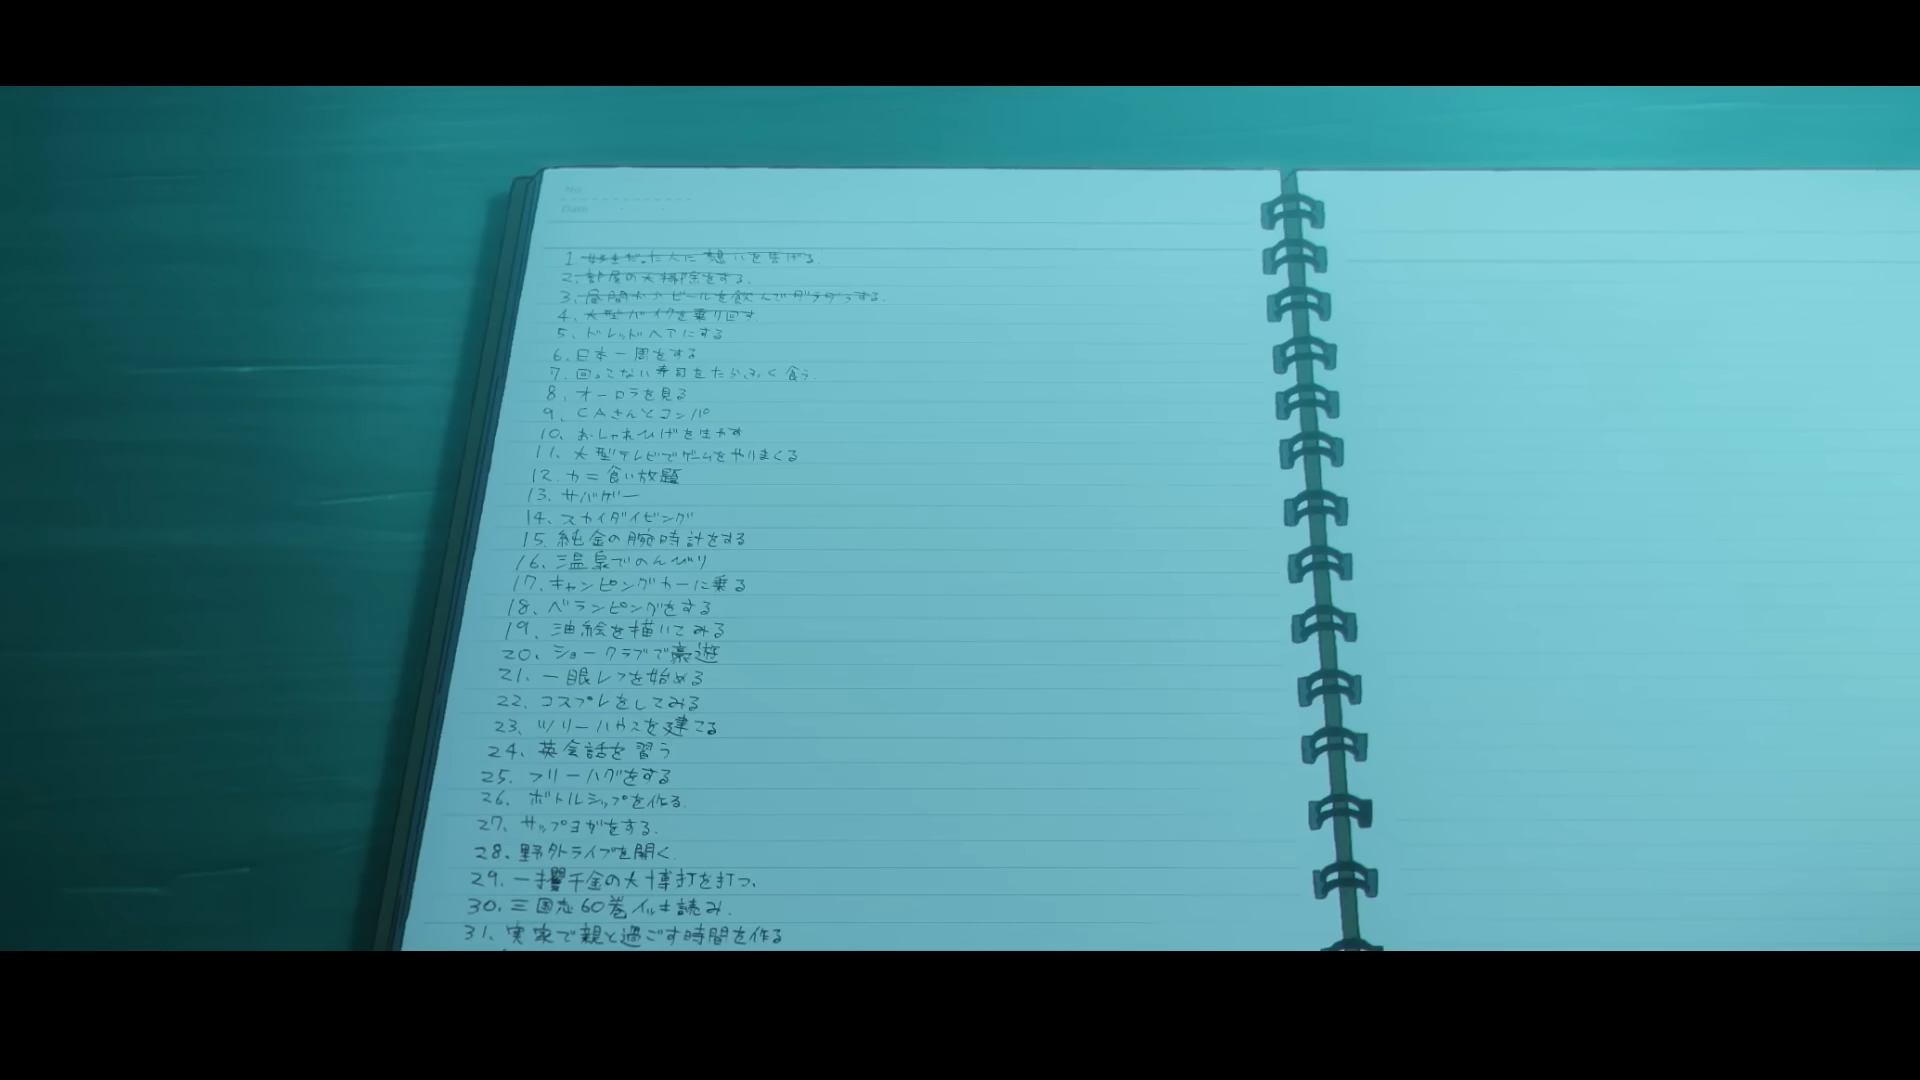 No.
Date
1. 好きだった人に想いを告げる.
2. 部屋の大掃除をする.
3. 昼間からビールを飲んでダラダラする.
4. 大型バイクを乗り回す.
5. ドレッドヘアにする
6. 日本一周をする
7. 回ってない寿司をたらふく食う.
8. オーロラを見る
9. CAさんとコンパ
10. おしゃれひげを生やす
11. 大型テレビでゲームをやりまくる
12. カニ食い放題
13. サバゲー
14. スカイダイビング
15. 純金の腕時計をする
16. 温泉でのんびり
17. キャンピングカーに乗る
18. ベランピングをする
19. 油絵を描いてみる
20. ショークラブで豪遊
21. 一眼レフを始める
22. コスプレをしてみる
23. ツリーハウスを建てる
24. 英会話を習う
25. フリーハグをする
26. ボトルシップを作る.
27. サップヨガをする.
28. 野外ライブを開く.
29. 一攫千金の大博打を打つ.
30. 三国志60巻イッキ読み.
31. 実家で親と過ごす時間を作る